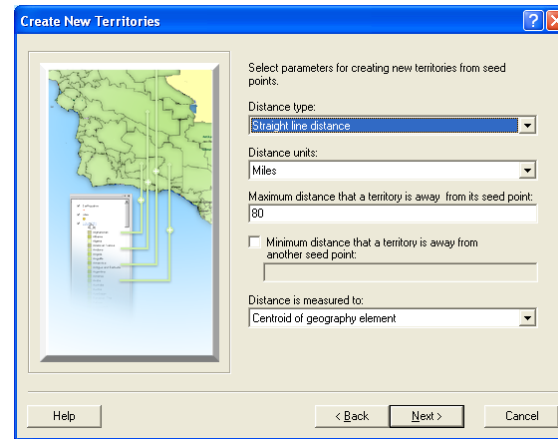 Create New Territories
Select parameters for creating new territories from seed
points.
Distance type:
Straight line distance
Distance units:
Miles
Maximum distance that a territory is away from its seed point:
80
Minimum distance that a territory is away from
another seed point:
Distance is measured to:
Centroid of geography element
Help
< Back
Next >
Cancel